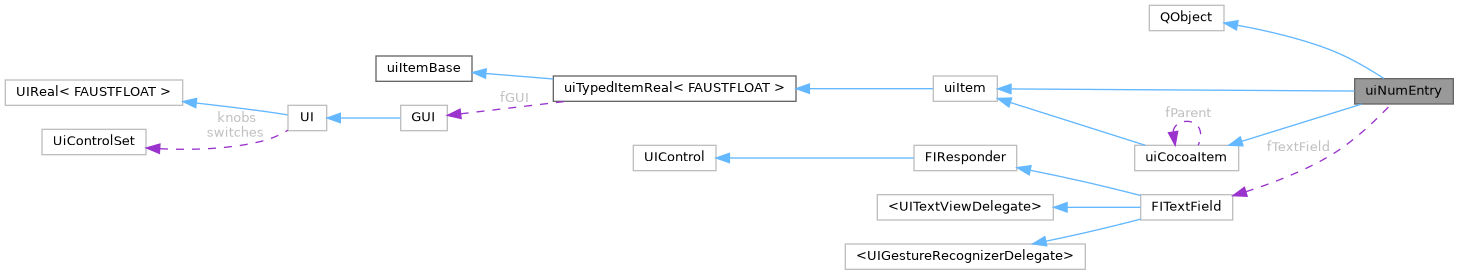 QObject
uiItemBase
UIReal< FAUSTFLOAT >
uiTypedItemReal< FAUSTFLOAT >
uiItem
uiNumEntry
fGUI
knobs
switches
UI
GUI
fParent
UiControlSet
fTextField
UIControl
FIResponder
uiCocoaItem
<UITextViewDelegate>
FITextField
<UIGestureRecognizerDelegate>